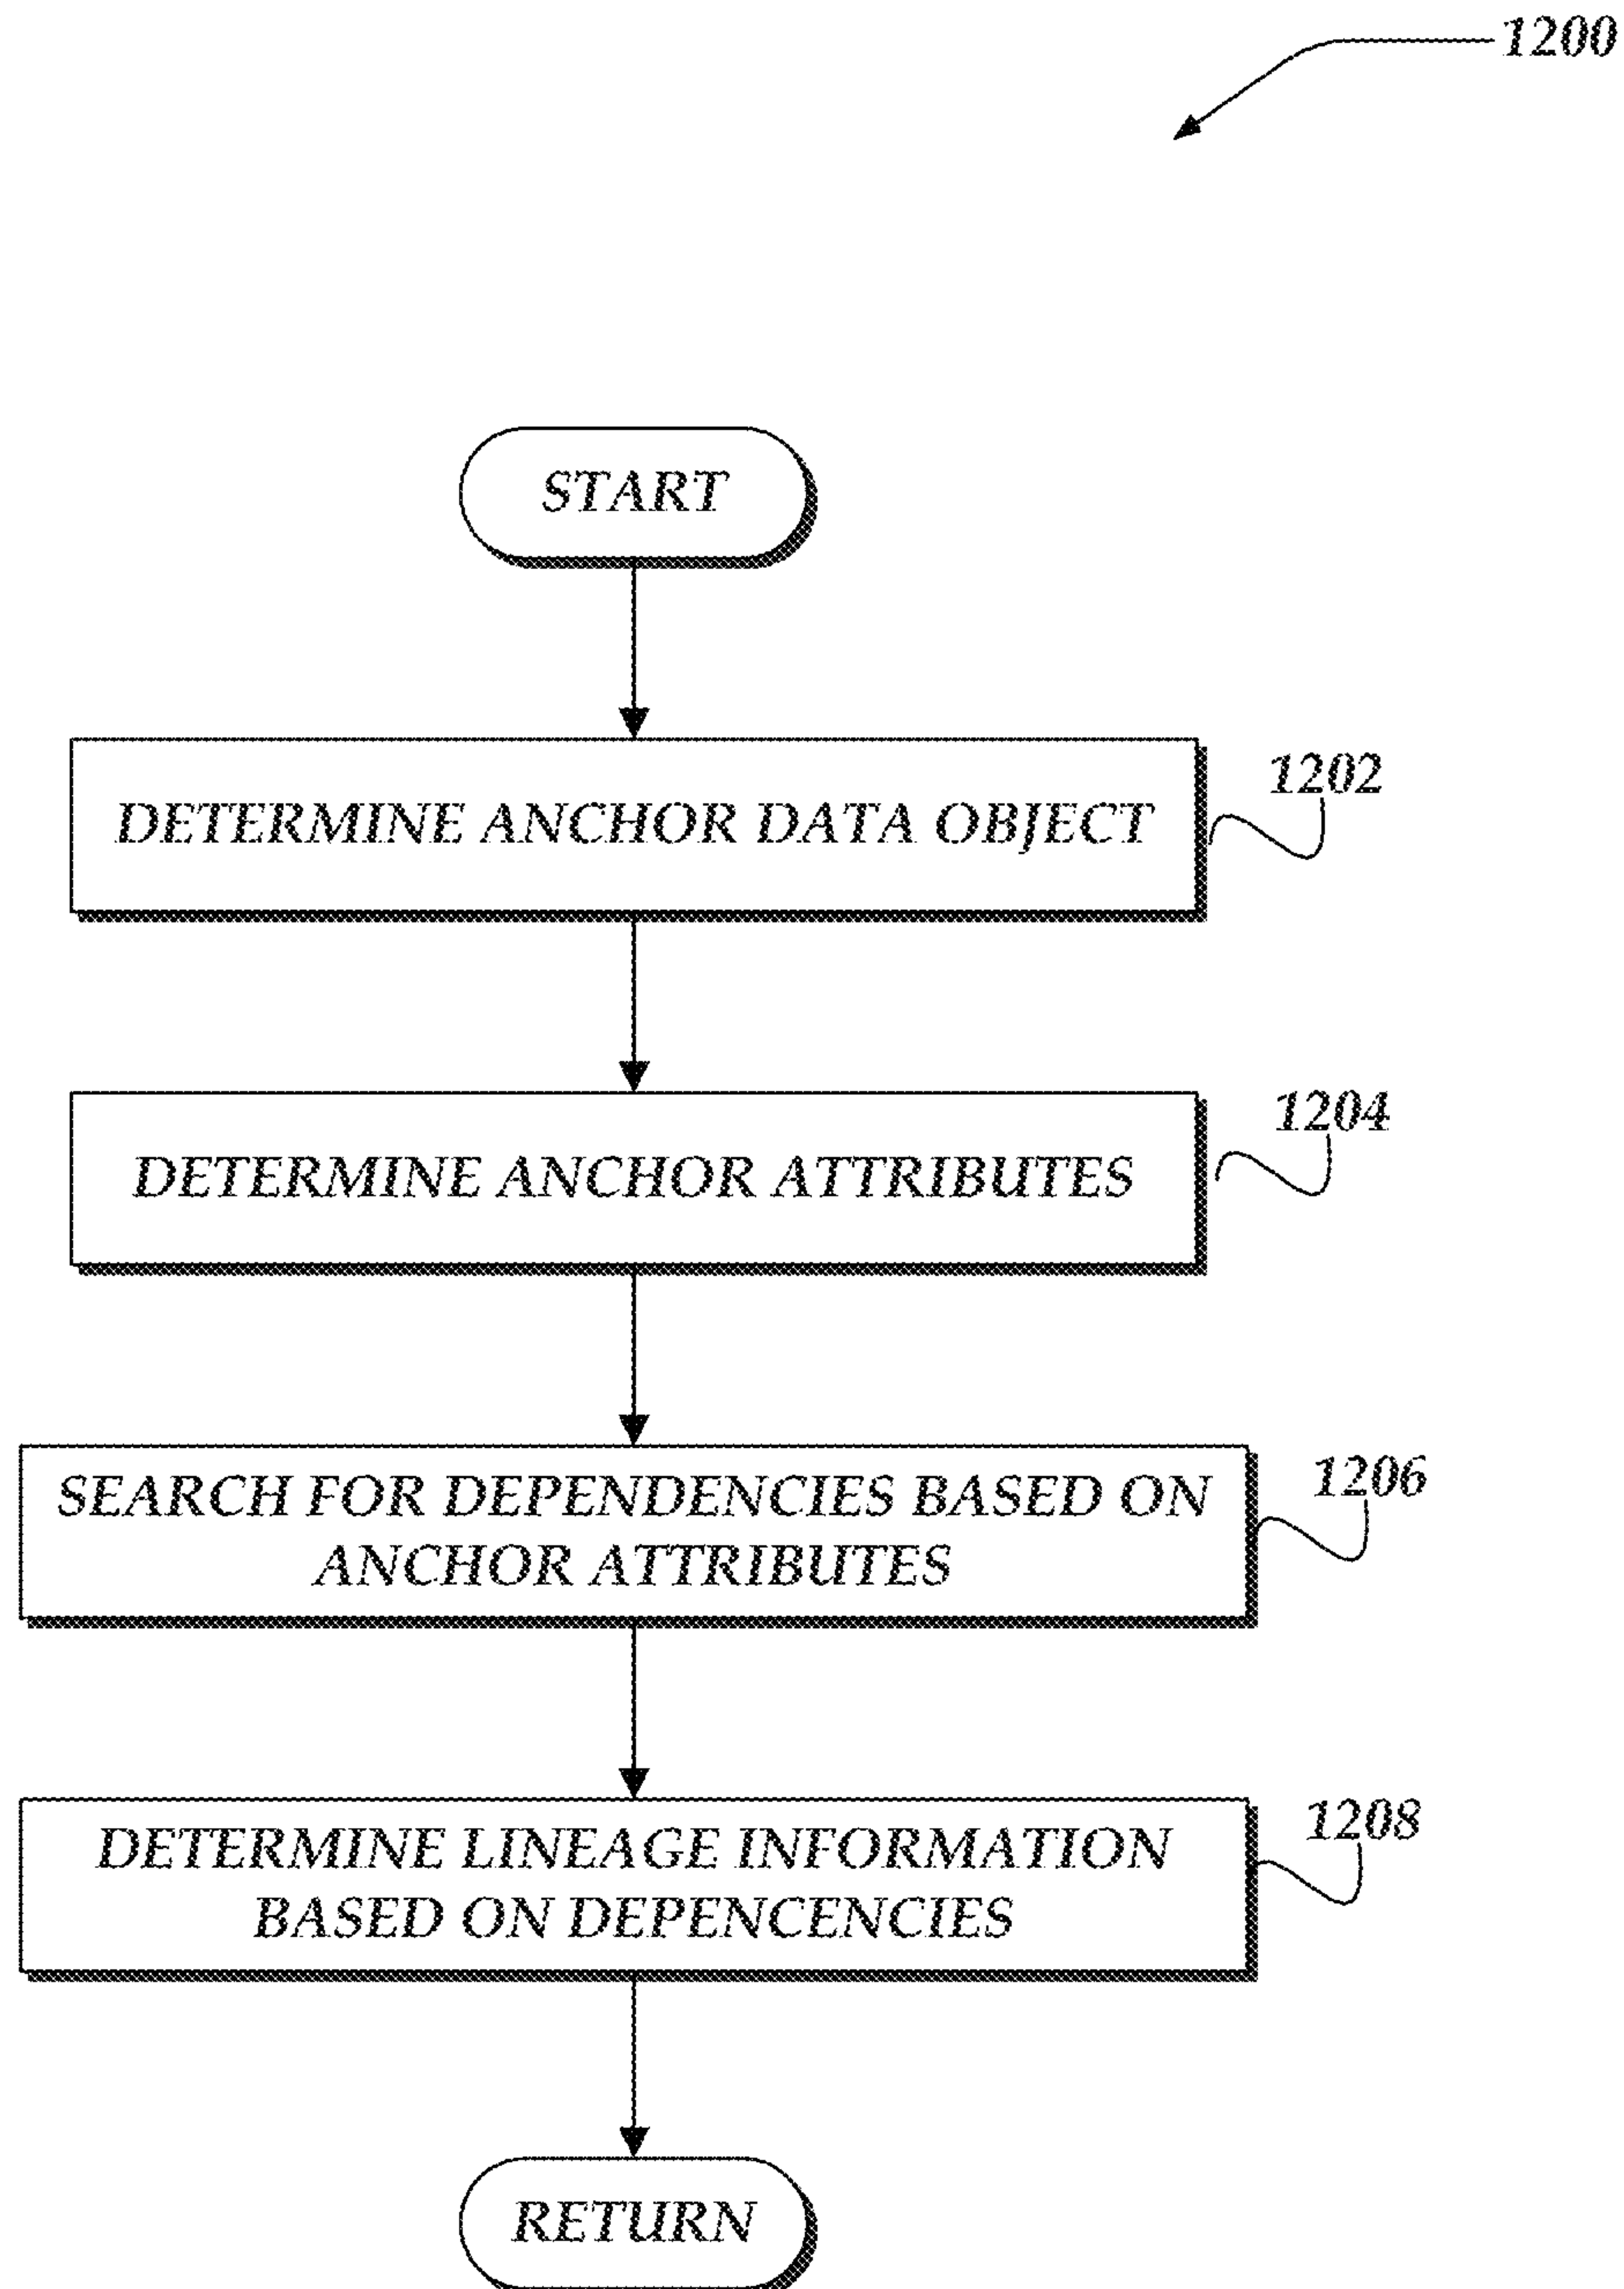 1200
START
DETERMINE ANCHOR DATA OBJECT
1202
DETERMINE ANCHOR ATTRIBUTES
1204
SEARCH FOR DEPENDENCIES BASED ON
ANCHOR ATTRIBUTES
1206
DETERMINE LINEAGE INFORMATION
BASED ON DEPENCENCIES
1208
RETURN